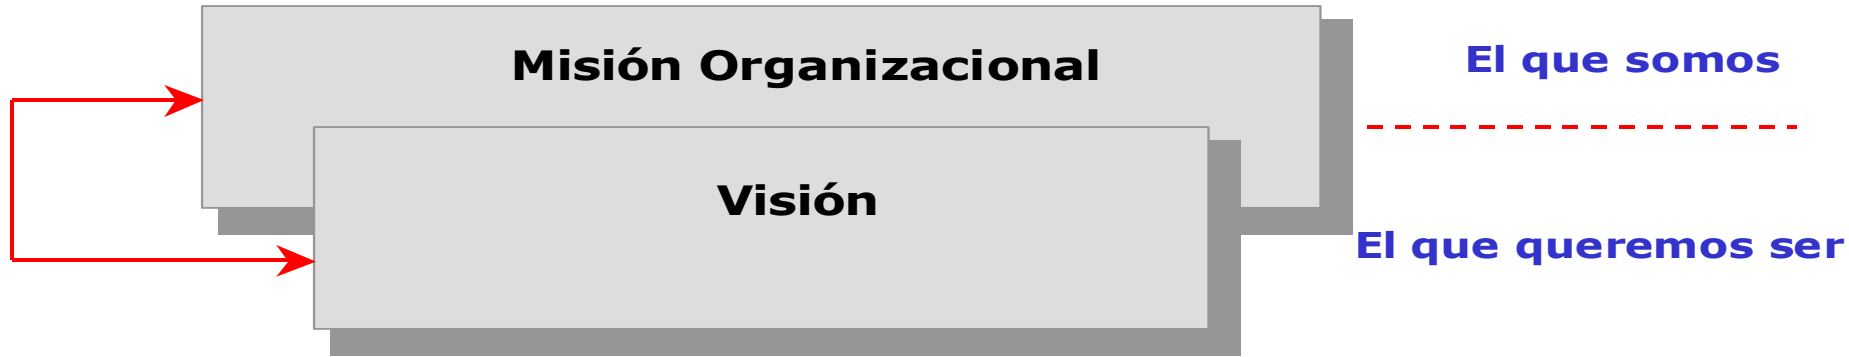 Misión Organizacional
El que somos
Visión
El que queremos ser